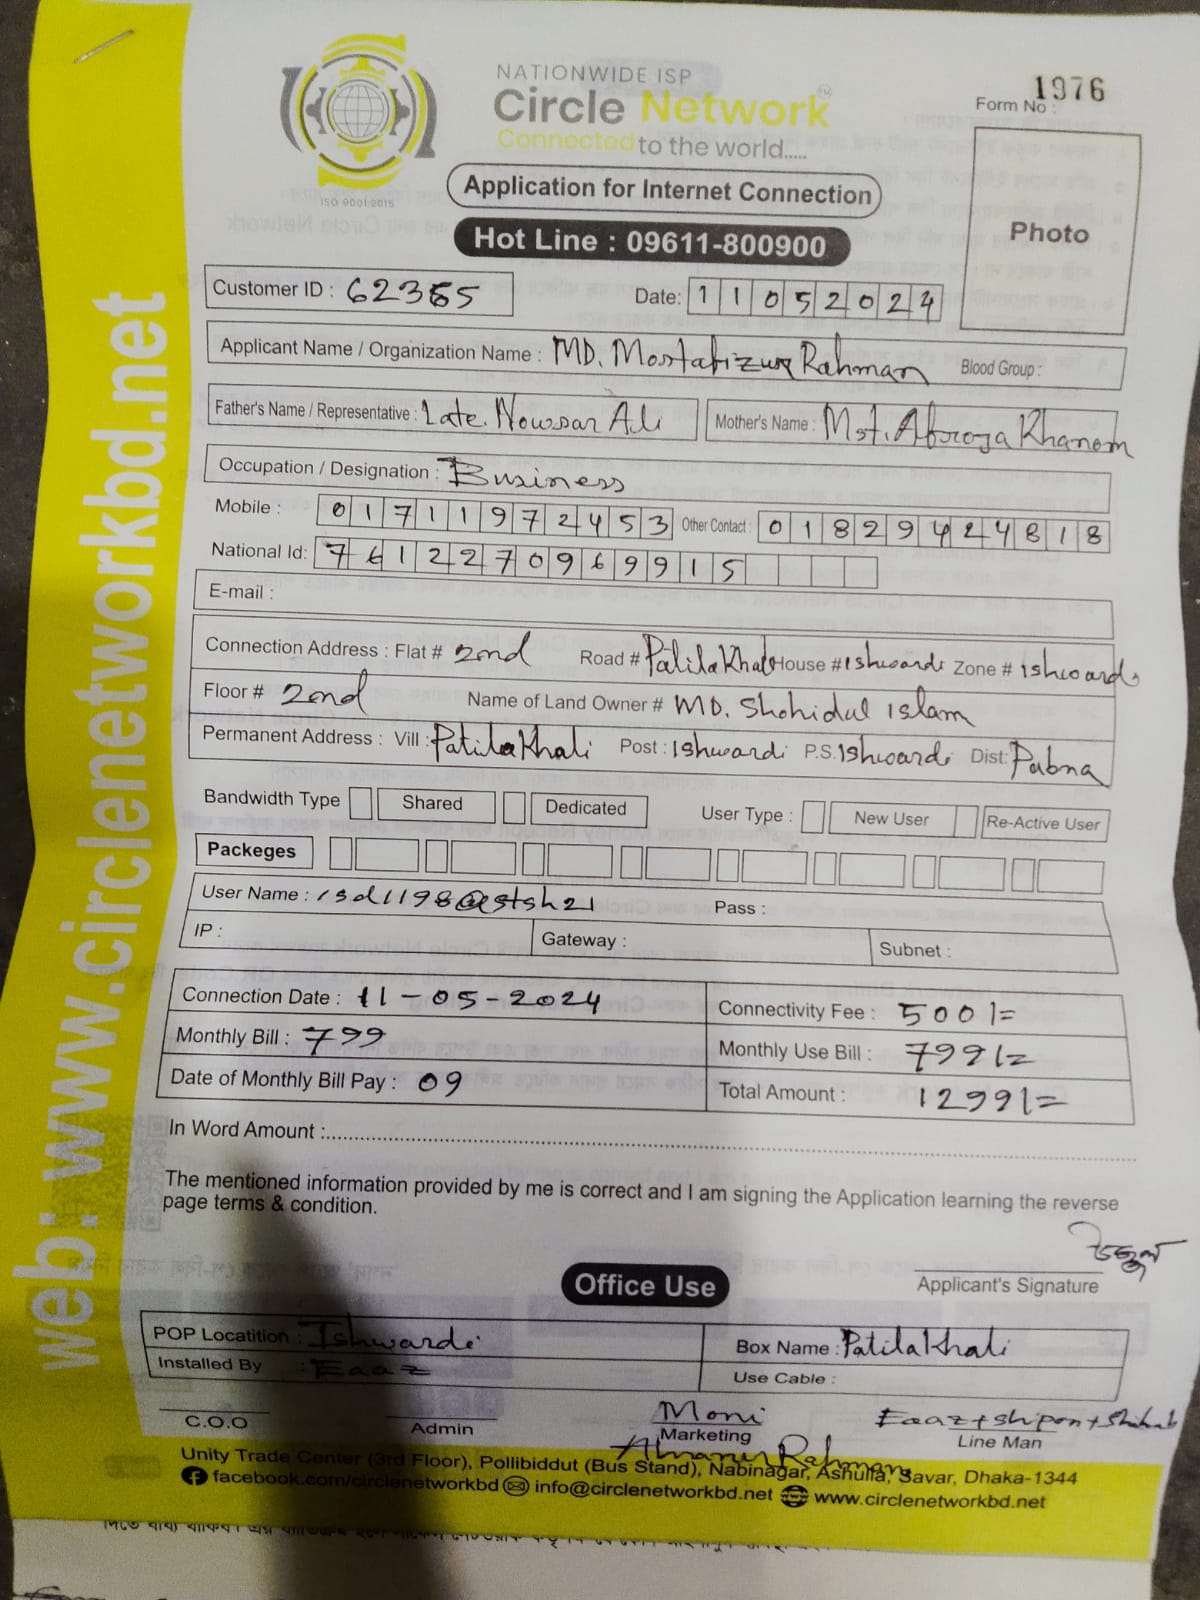 NATIONWIDE ISP
Circle Network
Connected to the world.....
ISO 9001:2015
Form No : 1976
Photo
Application for Internet Connection
Hot Line : 09611-800900
Customer ID : 62355 Date: 11052024
Applicant Name / Organization Name : MD. Mostafizur Rahman Blood Group :
Father's Name / Representative : Late. Nowsar Ali Mother's Name : Mst. Afroza Khanom
Occupation / Designation : Business
Mobile : 01711972453 Other Contact : 01829424818
National Id: 7612270969915
E-mail :
Connection Address : Flat # 2nd Road # Patilakhali House # Ishwardi Zone # Ishwardi
Floor # 2nd Name of Land Owner # MD. Shohidul Islam
Permanent Address : Vill : Patilakhali Post : Ishwardi P.S. Ishwardi Dist: Pabna
Bandwidth Type Shared Dedicated User Type : New User Re-Active User
Packeges
User Name : isd1198@stsh21 Pass :
IP : Gateway : Subnet :
Connection Date : 11-05-2024 Connectivity Fee : 500/=
Monthly Bill : 799 Monthly Use Bill : 799/=
Date of Monthly Bill Pay : 09 Total Amount : 1299/=
In Word Amount :
The mentioned information provided by me is correct and I am signing the Application learning the reverse
page terms & condition.
Applicant's Signature
Office Use
POP Locatition : Ishwardi Box Name : Patilakhali
Installed By : Eaaz Use Cable :
Moni Eaaz+shipon+Shihab
C.O.O Admin Marketing Line Man
Rahman
Unity Trade Center (3rd Floor), Pollibiddut (Bus Stand), Nabinagar, Ashulia, Savar, Dhaka-1344
facebook.com/circlenetworkbd info@circlenetworkbd.net www.circlenetworkbd.net
web: www.circlenetworkbd.net